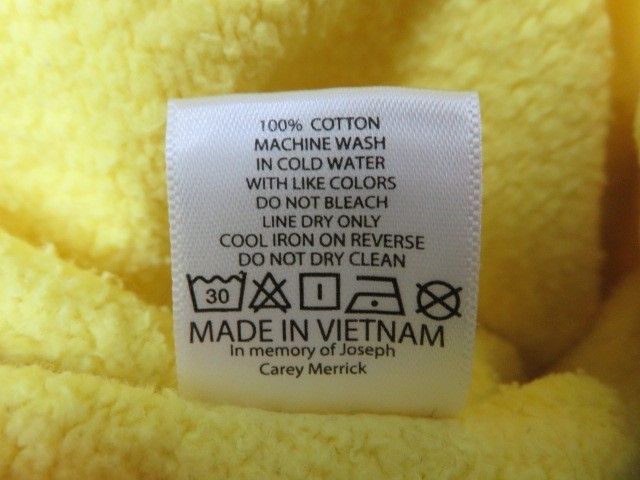 100% COTTON
MACHINE WASH
IN COLD WATER
WITH LIKE COLORS
DO NOT BLEACH
LINE DRY ONLY
COOL IRON ON REVERSE
DO NOT DRY CLEAN
30
MADE IN VIETNAM
In memory of Joseph
Carey Merrick